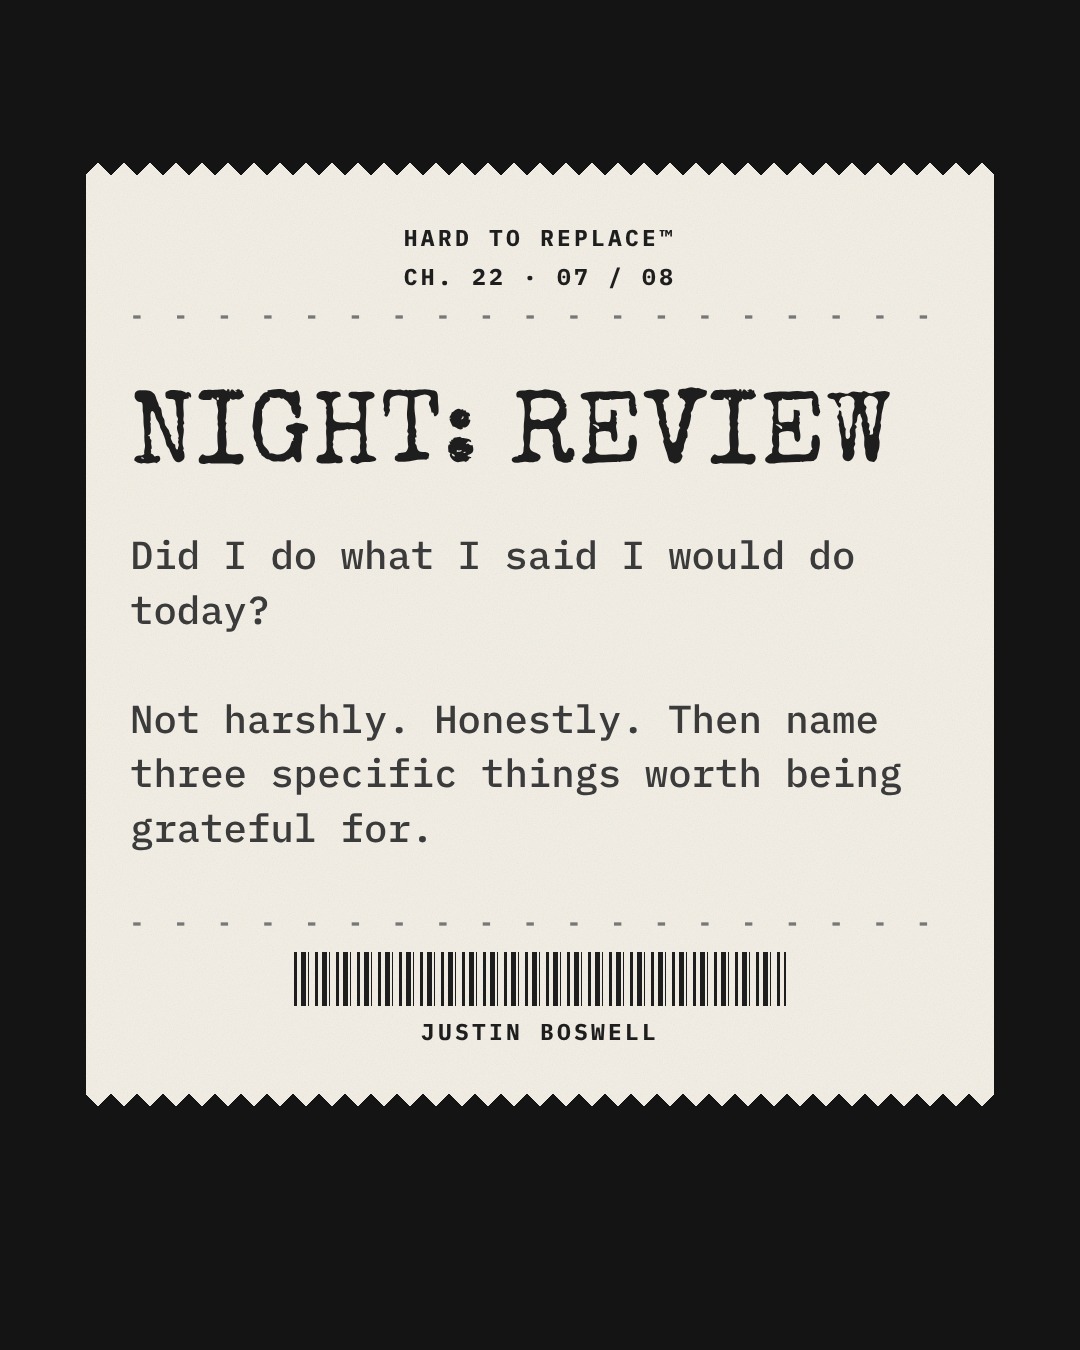 HARD TO REPLACE™
CH. 22 · 07 / 08
- - - - - - - - - - - - - - - - - - -
NIGHT: REVIEW
Did I do what I said I would do
today?
Not harshly. Honestly. Then name
three specific things worth being
grateful for.
- - - - - - - - - - - - - - - - - - -
JUSTIN BOSWELL